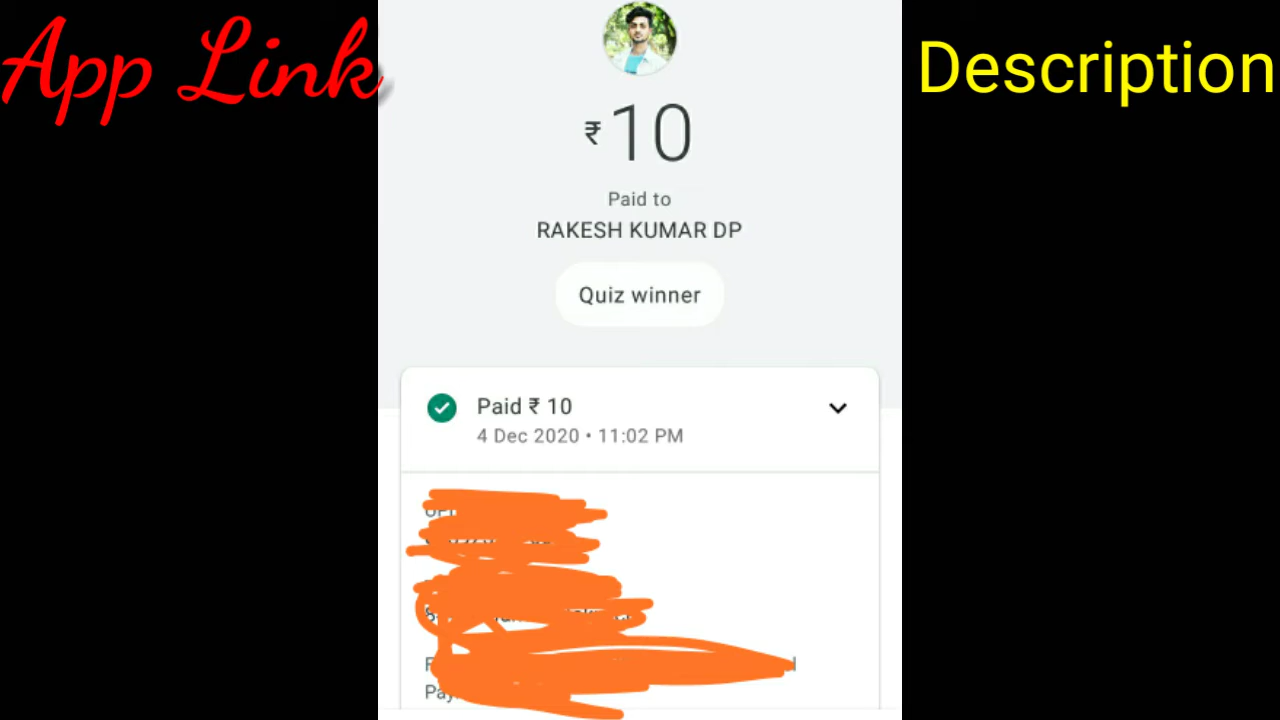 App Link
Description
₹10
Paid to
RAKESH KUMAR DP
Quiz winner
Paid ₹ 10
4 Dec 2020 • 11:02 PM